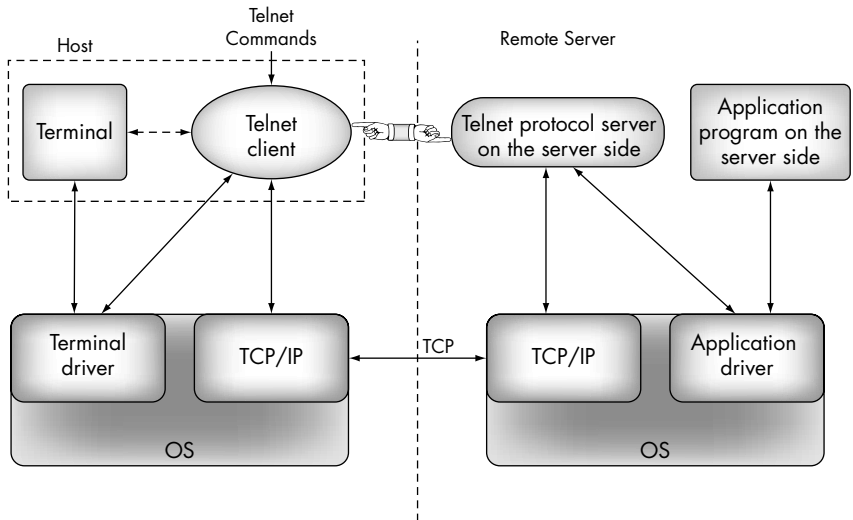 Telnet
Commands
Host
Remote Server
Terminal
Telnet
client
Telnet protocol server
on the server side
Application
program on the
server side
Terminal
driver
TCP/IP
TCP
TCP/IP
Application
driver
OS
OS